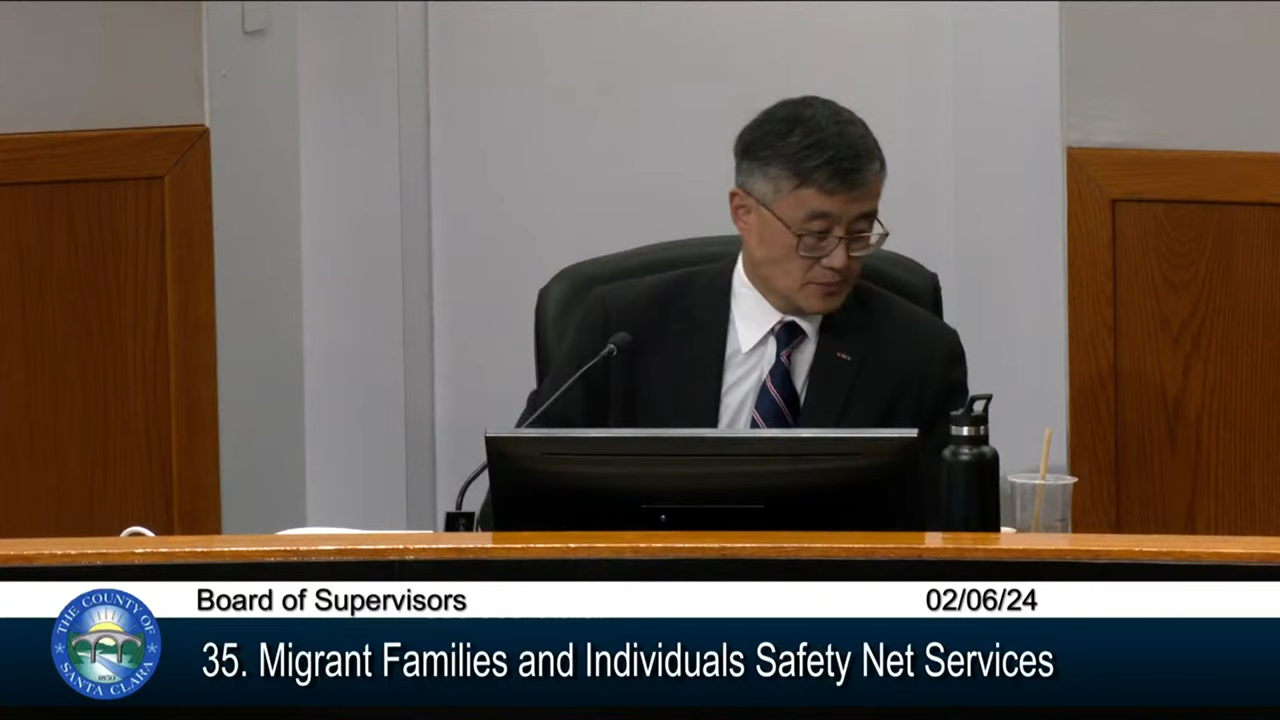 Board of Supervisors
02/06/24
THE COUNTY OF
SANTA CLARA
1850
35. Migrant Families and Individuals Safety Net Services